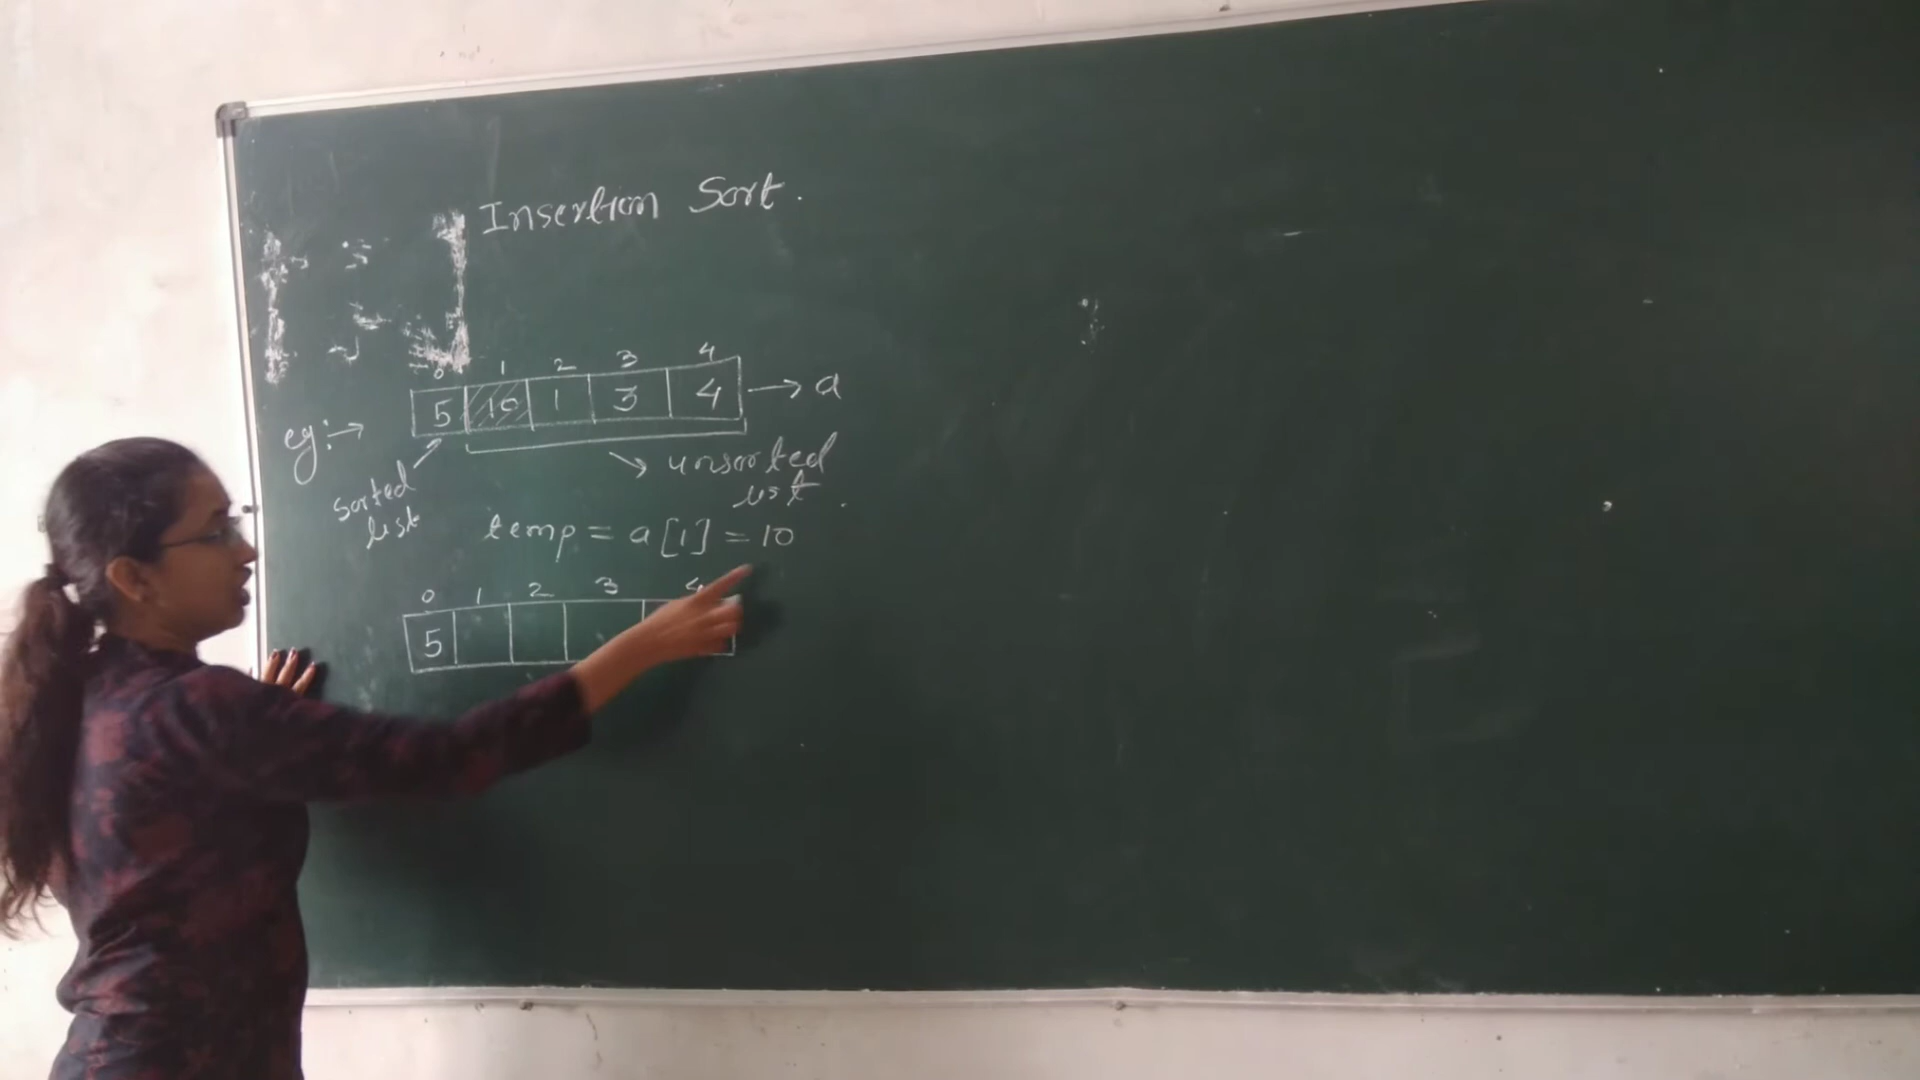 Insertion Sort.
0 1 2 3 4
eg:→ 5 10 1 3 4 → a
sorted list
→ unsorted list.
temp = a[1] = 10
0 1 2 3 4
5